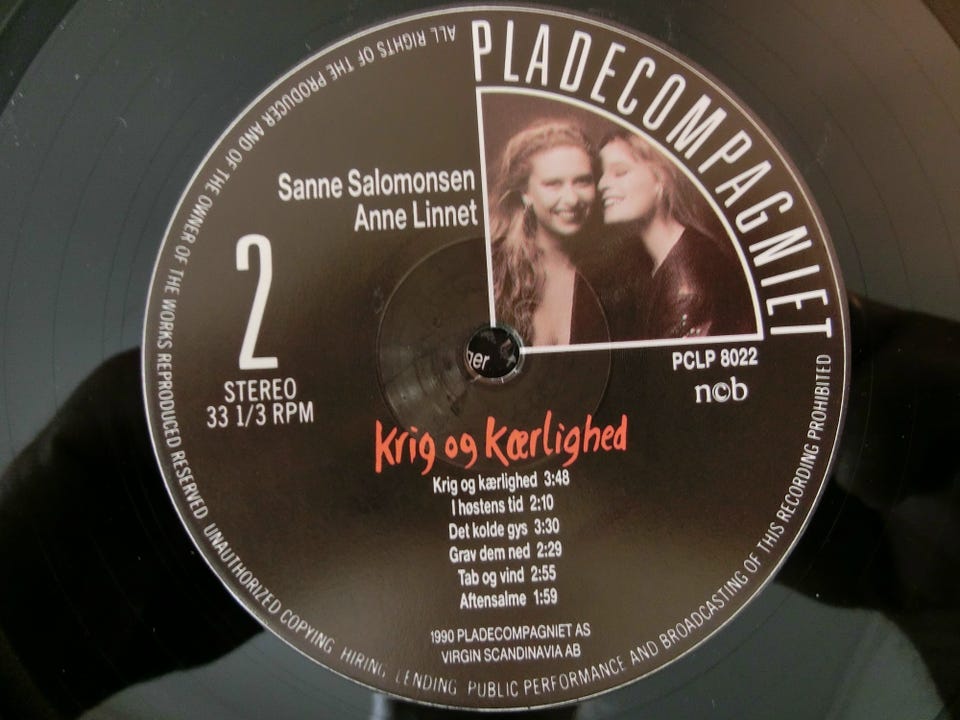 PLADECOMPAGNIET
Sanne Salomonsen
Anne Linnet
2
STEREO
33 1/3 RPM
ger
PCLP 8022
n©b
Krig og Kærlighed
Krig og kærlighed 3:48
I høstens tid 2:10
Det kolde gys 3:30
Grav dem ned 2:29
Tab og vind 2:55
Aftensalme 1:59
1990 PLADECOMPAGNIET AS
VIRGIN SCANDINAVIA AB
ALL RIGHTS OF THE PRODUCER AND OF THE OWNER OF THE WORKS REPRODUCED RESERVED UNAUTHORIZED COPYING HIRING LENDING PUBLIC PERFORMANCE AND BROADCASTING OF THIS RECORDING PROHIBITED